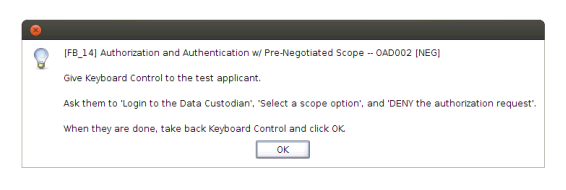 [FB_14] Authorization and Authentication w/ Pre-Negotiated Scope -- OAD002 [NEG]
Give Keyboard Control to the test applicant.
Ask them to 'Login to the Data Custodian', 'Select a scope option', and 'DENY the authorization request'.
When they are done, take back Keyboard Control and click OK.
OK